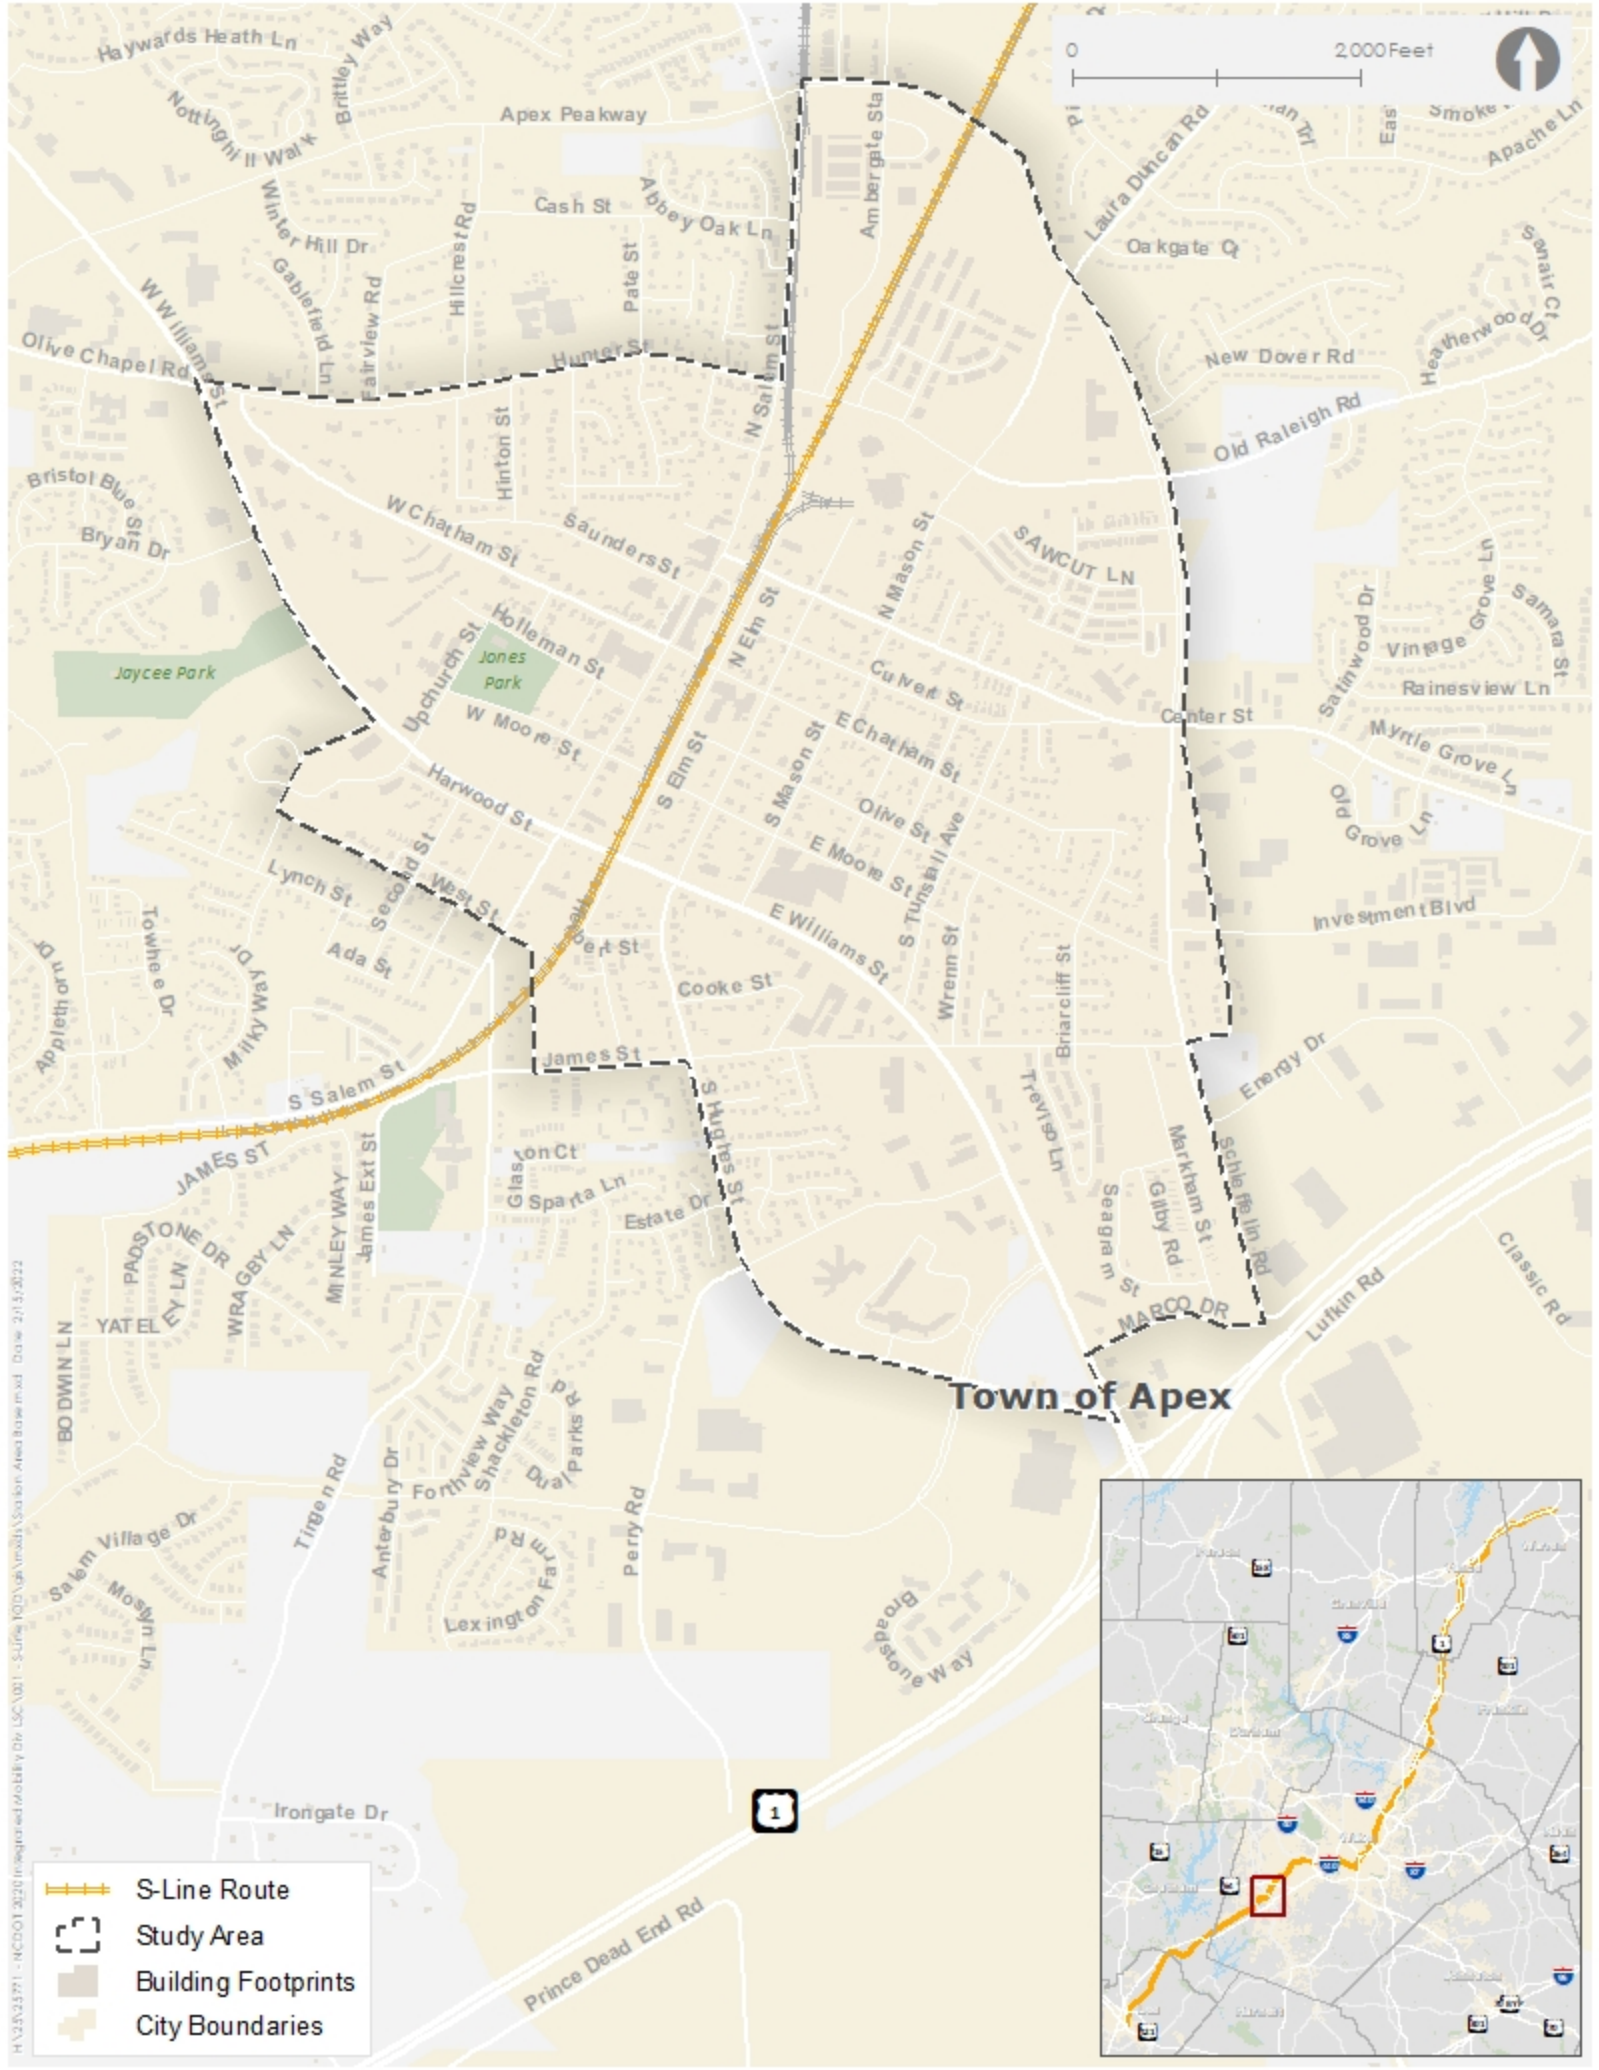 Haywards Heath Ln
Brittley Way
0
2,000 Feet
Nottinghill Walk
Apex Peakway
Ambergate Sta
Smoke
Apache Ln
Laura Duncan Rd
Abbey Oak Ln
Cash St
Winter Hill Dr
Hillcrest Rd
Pate St
Oakgate Ct
Sanair Ct
Gablefield Ln
Fairview Rd
W Williams St
Olive Chapel Rd
Hunter St
N Salem St
New Dover Rd
Heatherwood Dr
Old Raleigh Rd
Hinton St
Bristol Blue St
Bryan Dr
W Chatham St
Saunders St
N Mason St
SAWCUT LN
Grove Ln
Samara St
Satinwood Dr
Vintage
N Elm St
Holleman St
Upchurch St
Jones
Park
Jaycee Park
Culvert St
Rainesview Ln
Center St
W Moore St
E Chatham St
Myrtle Grove Ln
S Elm St
S Mason St
Harwood St
Olive St
Old Grove Ln
E Moore St
S Tunstall Ave
Second St
West St
Lynch St
Investment Blvd
E Williams St
Towhee Dr
Ada St
Wrenn St
Briarcliff St
Cooke St
Milky Way Dr
Energy Dr
James St
S Salem St
Treviso Ln
S Hughes St
JAMES ST
James Ext St
Markham St
Schieffelin Rd
Sparta Ln
Estate Dr
Seagram St
Gilby Rd
PADSTONE DR
WRAGBY LN
MINLEY WAY
Classic Rd
YATELEY LN
MARCO DR
Lufkin Rd
BODWIN LN
Town of Apex
Forthview Way
Shackleton Rd
Dual Parks Rd
Tingen Rd
Anterbury Dr
Perry Rd
Salem Village Dr
Mostyn Ln
Lexington Farm Rd
Broadstone Way
1
Irongate Dr
Prince Dead End Rd
S-Line Route
Study Area
Building Footprints
City Boundaries